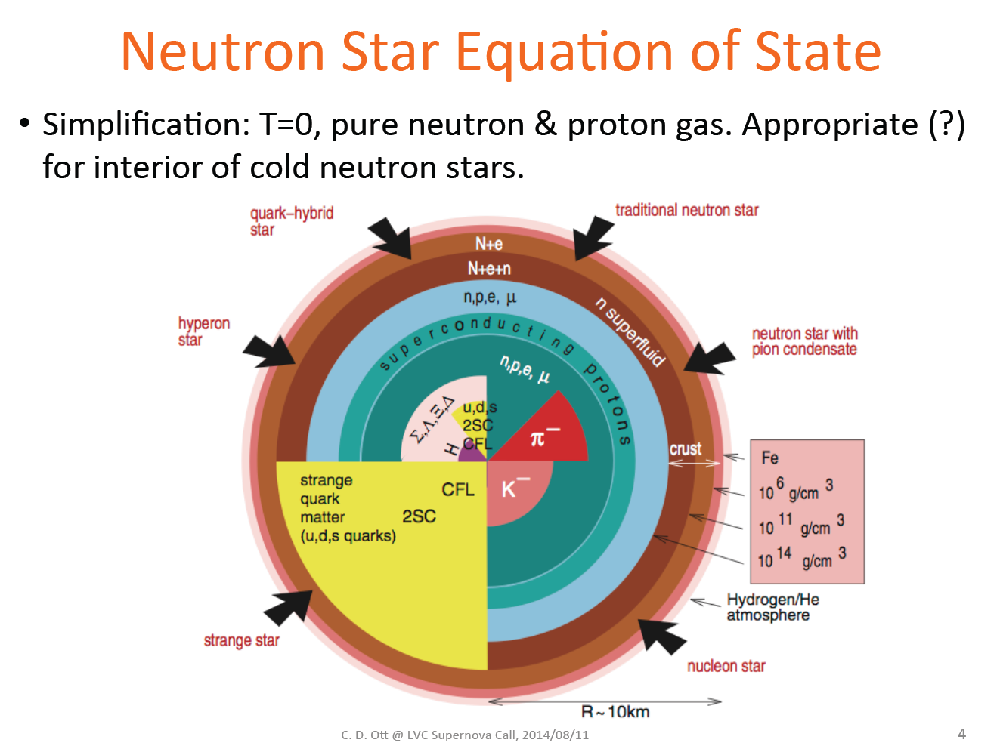 Neutron Star Equation of State
• Simplification: T=0, pure neutron & proton gas. Appropriate (?)
for interior of cold neutron stars.
quark–hybrid
star
traditional neutron star
N+e
N+e+n
n,p,e, μ
n superfluid
hyperon
star
neutron star with
pion condensate
superconducting protons
n,p,e, μ
Σ,Λ,Ξ,Δ
u,d,s
2SC
CFL
H
π⁻
K⁻
crust
Fe
10⁶ g/cm³
10¹¹ g/cm³
10¹⁴ g/cm³
strange
quark
matter
(u,d,s quarks)
CFL
2SC
Hydrogen/He
atmosphere
strange star
nucleon star
R~10km
C. D. Ott @ LVC Supernova Call, 2014/08/11
4